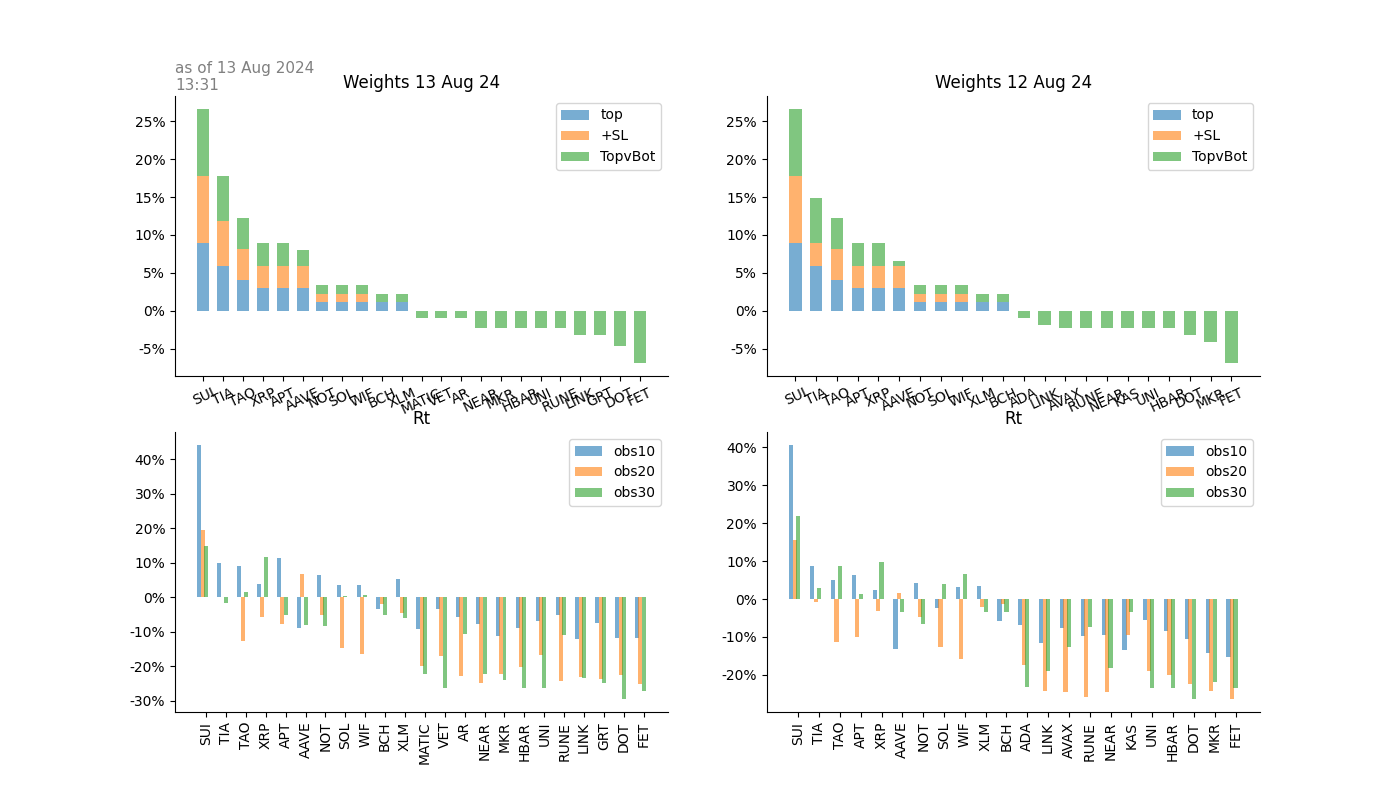 as of 13 Aug 2024
13:31
Weights 13 Aug 24
25%
20%
15%
10%
5%
0%
-5%
top
+SL
TopvBot
SUI TIA TAO XRP APT AAVE NOT SOL WIF BCH XLM MATIC VET AR NEAR MKR HBAR UNI RUNE LINK GRT DOT FET
Weights 12 Aug 24
25%
20%
15%
10%
5%
0%
-5%
top
+SL
TopvBot
SUI TIA TAO APT XRP AAVE NOT SOL WIF XLM BCH ADA LINK AVAX RUNE NEAR KAS UNI HBAR DOT MKR FET
Rt
40%
30%
20%
10%
0%
-10%
-20%
-30%
obs10
obs20
obs30
SUI TIA TAO XRP APT AAVE NOT SOL WIF BCH XLM MATIC VET AR NEAR MKR HBAR UNI RUNE LINK GRT DOT FET
Rt
40%
30%
20%
10%
0%
-10%
-20%
obs10
obs20
obs30
SUI TIA TAO APT XRP AAVE NOT SOL WIF XLM BCH ADA LINK AVAX RUNE NEAR KAS UNI HBAR DOT MKR FET